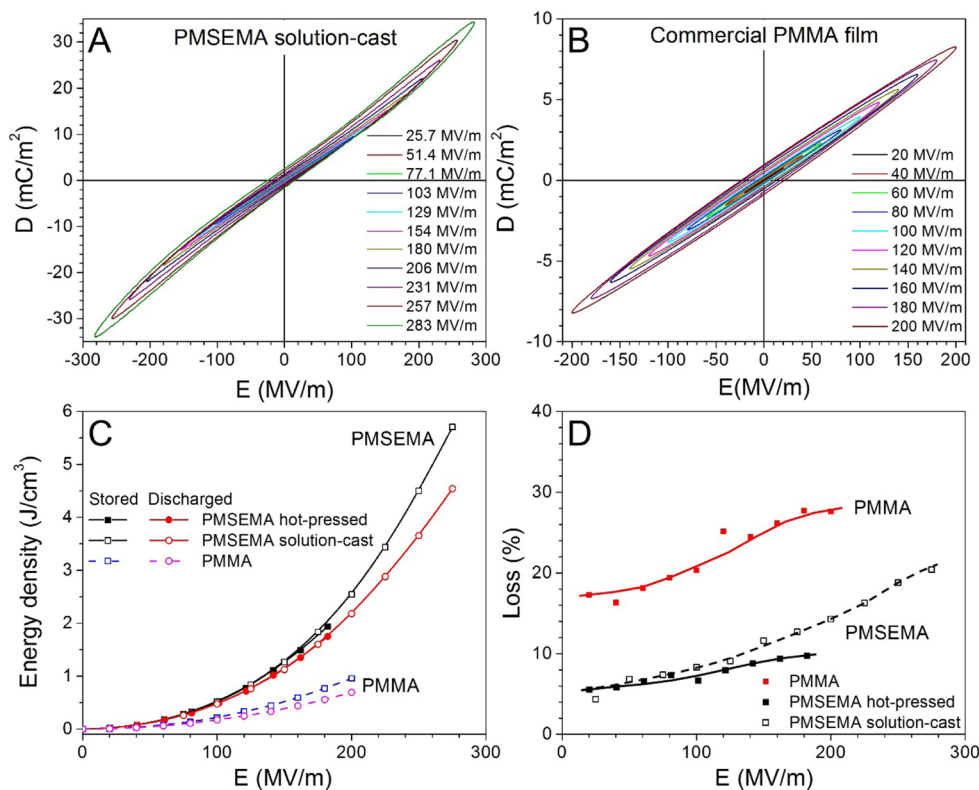 A
PMSEMA solution-cast
D (mC/m²)
30
20
10
0
-10
-20
-30
25.7 MV/m
51.4 MV/m
77.1 MV/m
103 MV/m
129 MV/m
154 MV/m
180 MV/m
206 MV/m
231 MV/m
257 MV/m
283 MV/m
-300 -200 -100 0 100 200 300
E (MV/m)
B
Commercial PMMA film
D (mC/m²)
10
5
0
-5
-10
20 MV/m
40 MV/m
60 MV/m
80 MV/m
100 MV/m
120 MV/m
140 MV/m
160 MV/m
180 MV/m
200 MV/m
-200 -150 -100 -50 0 50 100 150 200
E(MV/m)
C
Energy density (J/cm³)
6
5
4
3
2
1
0
PMSEMA
Stored Discharged
PMSEMA hot-pressed
PMSEMA solution-cast
PMMA
PMMA
0 100 200 300
E (MV/m)
D
Loss (%)
40
30
20
10
0
PMMA
PMSEMA
PMMA
PMSEMA hot-pressed
PMSEMA solution-cast
0 100 200 300
E (MV/m)